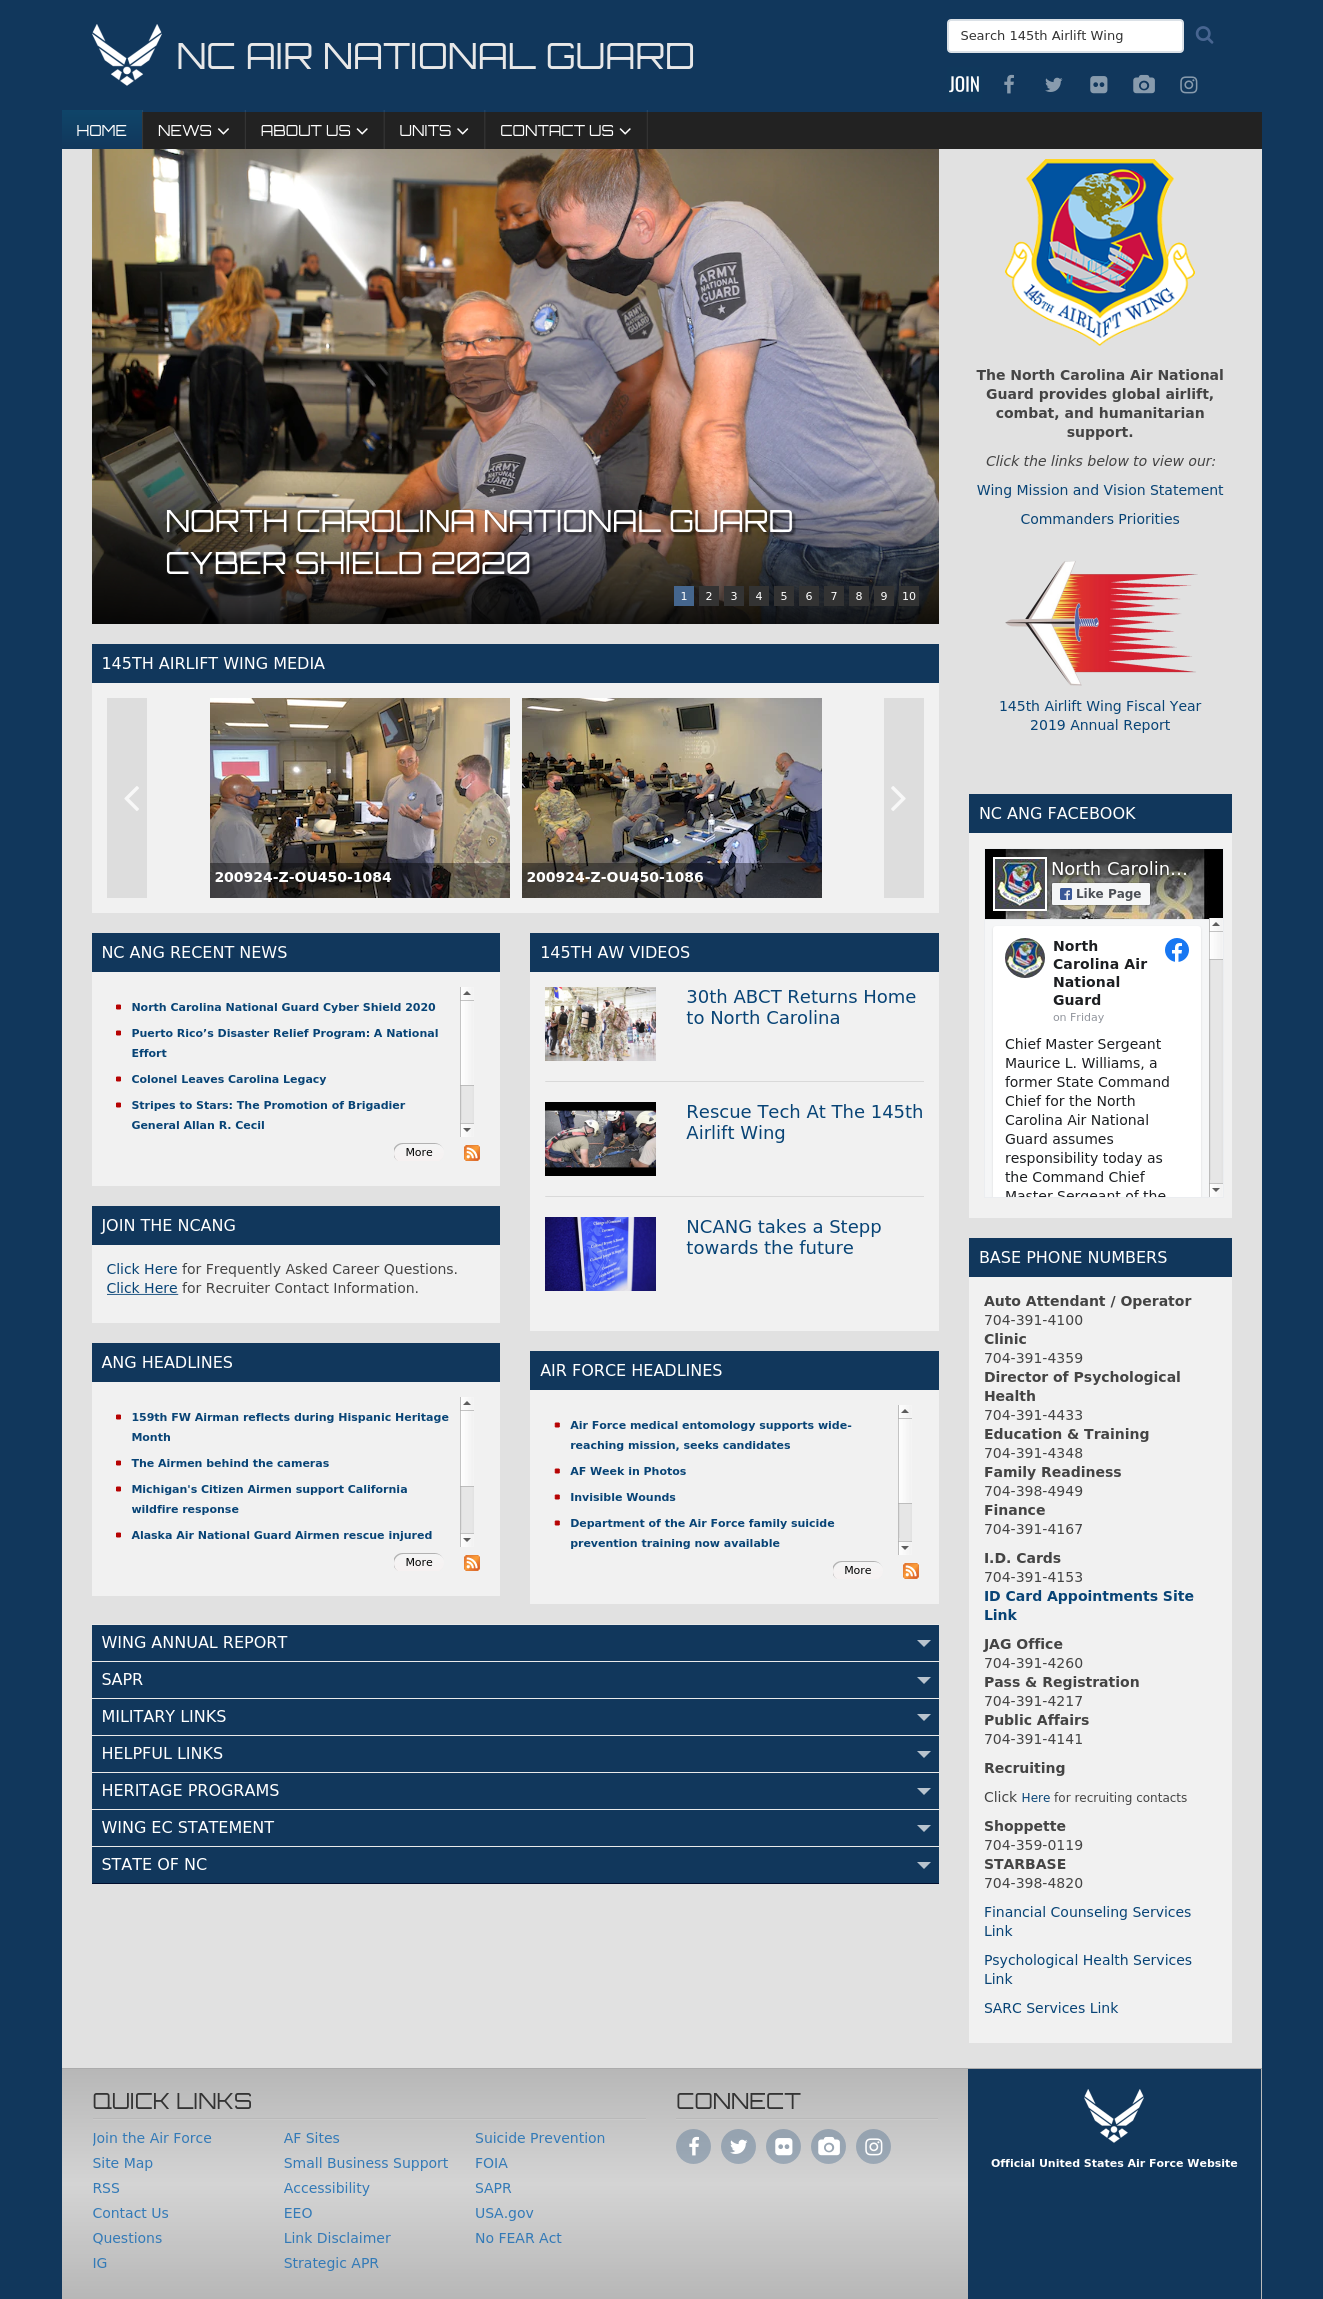 NC AIR NATIONAL GUARD
Search 145th Airlift Wing
JOIN
HOME
NEWS
ABOUT US
UNITS
CONTACT US
ARMY
NATIONAL
GUARD
ARMY
NATIONAL
GUARD
NORTH CAROLINA NATIONAL GUARD
CYBER SHIELD 2020
1 2 3 4 5 6 7 8 9 10
145TH AIRLIFT WING
The North Carolina Air National
Guard provides global airlift,
combat, and humanitarian
support.
Click the links below to view our:
Wing Mission and Vision Statement
Commanders Priorities
145th Airlift Wing Fiscal Year
2019 Annual Report
145TH AIRLIFT WING MEDIA
200924-Z-OU450-1084
200924-Z-OU450-1086
NC ANG RECENT NEWS
North Carolina National Guard Cyber Shield 2020
Puerto Rico’s Disaster Relief Program: A National
Effort
Colonel Leaves Carolina Legacy
Stripes to Stars: The Promotion of Brigadier
General Allan R. Cecil
More
JOIN THE NCANG
Click Here for Frequently Asked Career Questions.
Click Here for Recruiter Contact Information.
ANG HEADLINES
159th FW Airman reflects during Hispanic Heritage
Month
The Airmen behind the cameras
Michigan's Citizen Airmen support California
wildfire response
Alaska Air National Guard Airmen rescue injured
More
145TH AW VIDEOS
30th ABCT Returns Home
to North Carolina
Rescue Tech At The 145th
Airlift Wing
NCANG takes a Stepp
towards the future
AIR FORCE HEADLINES
Air Force medical entomology supports wide-
reaching mission, seeks candidates
AF Week in Photos
Invisible Wounds
Department of the Air Force family suicide
prevention training now available
More
WING ANNUAL REPORT
SAPR
MILITARY LINKS
HELPFUL LINKS
HERITAGE PROGRAMS
WING EC STATEMENT
STATE OF NC
NC ANG FACEBOOK
North Carolin...
Like Page
North
Carolina Air
National
Guard
on Friday
Chief Master Sergeant
Maurice L. Williams, a
former State Command
Chief for the North
Carolina Air National
Guard assumes
responsibility today as
the Command Chief
Master Sergeant of the
BASE PHONE NUMBERS
Auto Attendant / Operator
704-391-4100
Clinic
704-391-4359
Director of Psychological
Health
704-391-4433
Education & Training
704-391-4348
Family Readiness
704-398-4949
Finance
704-391-4167
I.D. Cards
704-391-4153
ID Card Appointments Site
Link
JAG Office
704-391-4260
Pass & Registration
704-391-4217
Public Affairs
704-391-4141
Recruiting
Click Here for recruiting contacts
Shoppette
704-359-0119
STARBASE
704-398-4820
Financial Counseling Services
Link
Psychological Health Services
Link
SARC Services Link
QUICK LINKS
Join the Air Force
Site Map
RSS
Contact Us
Questions
IG
AF Sites
Small Business Support
Accessibility
EEO
Link Disclaimer
Strategic APR
Suicide Prevention
FOIA
SAPR
USA.gov
No FEAR Act
CONNECT
Official United States Air Force Website